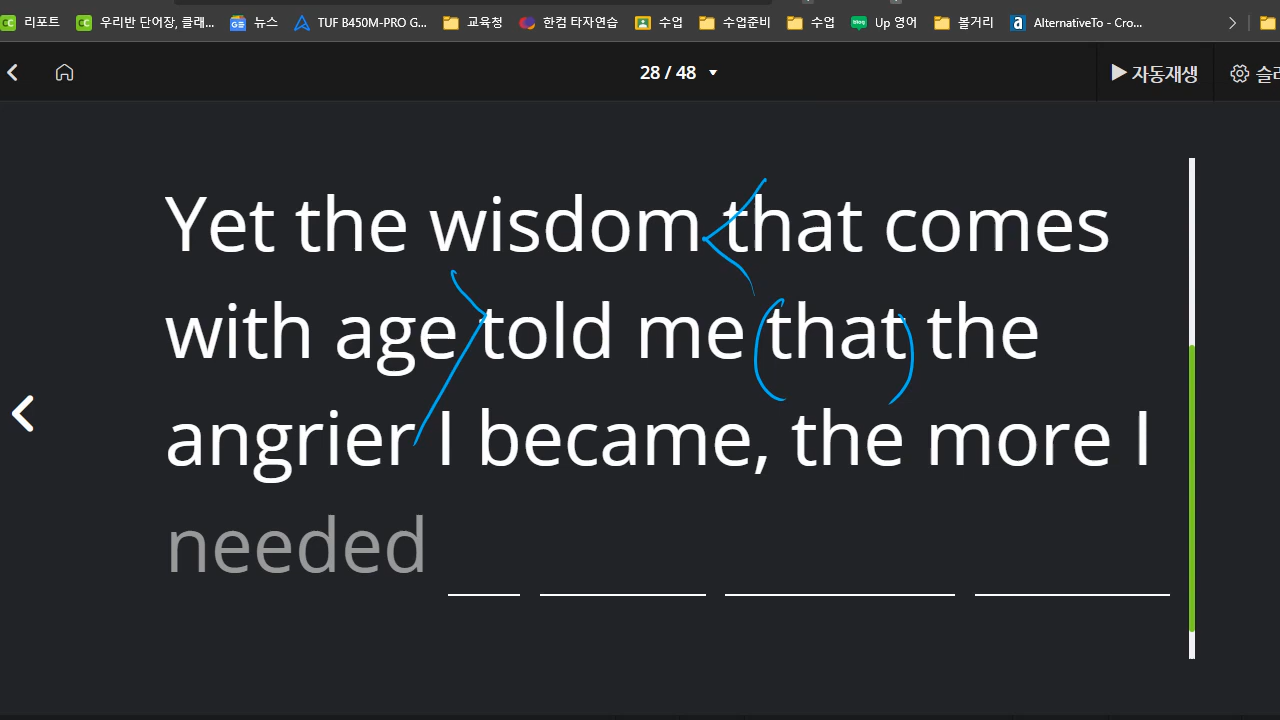 리포트 우리반 단어장, 클래... 뉴스 TUF B450M-PRO G... 교육청 한컴 타자연습 수업 수업준비 수업 Up 영어 볼거리 AlternativeTo - Cro...
28 / 48 자동재생
Yet the wisdom that comes
with age told me that the
angrier I became, the more I
needed